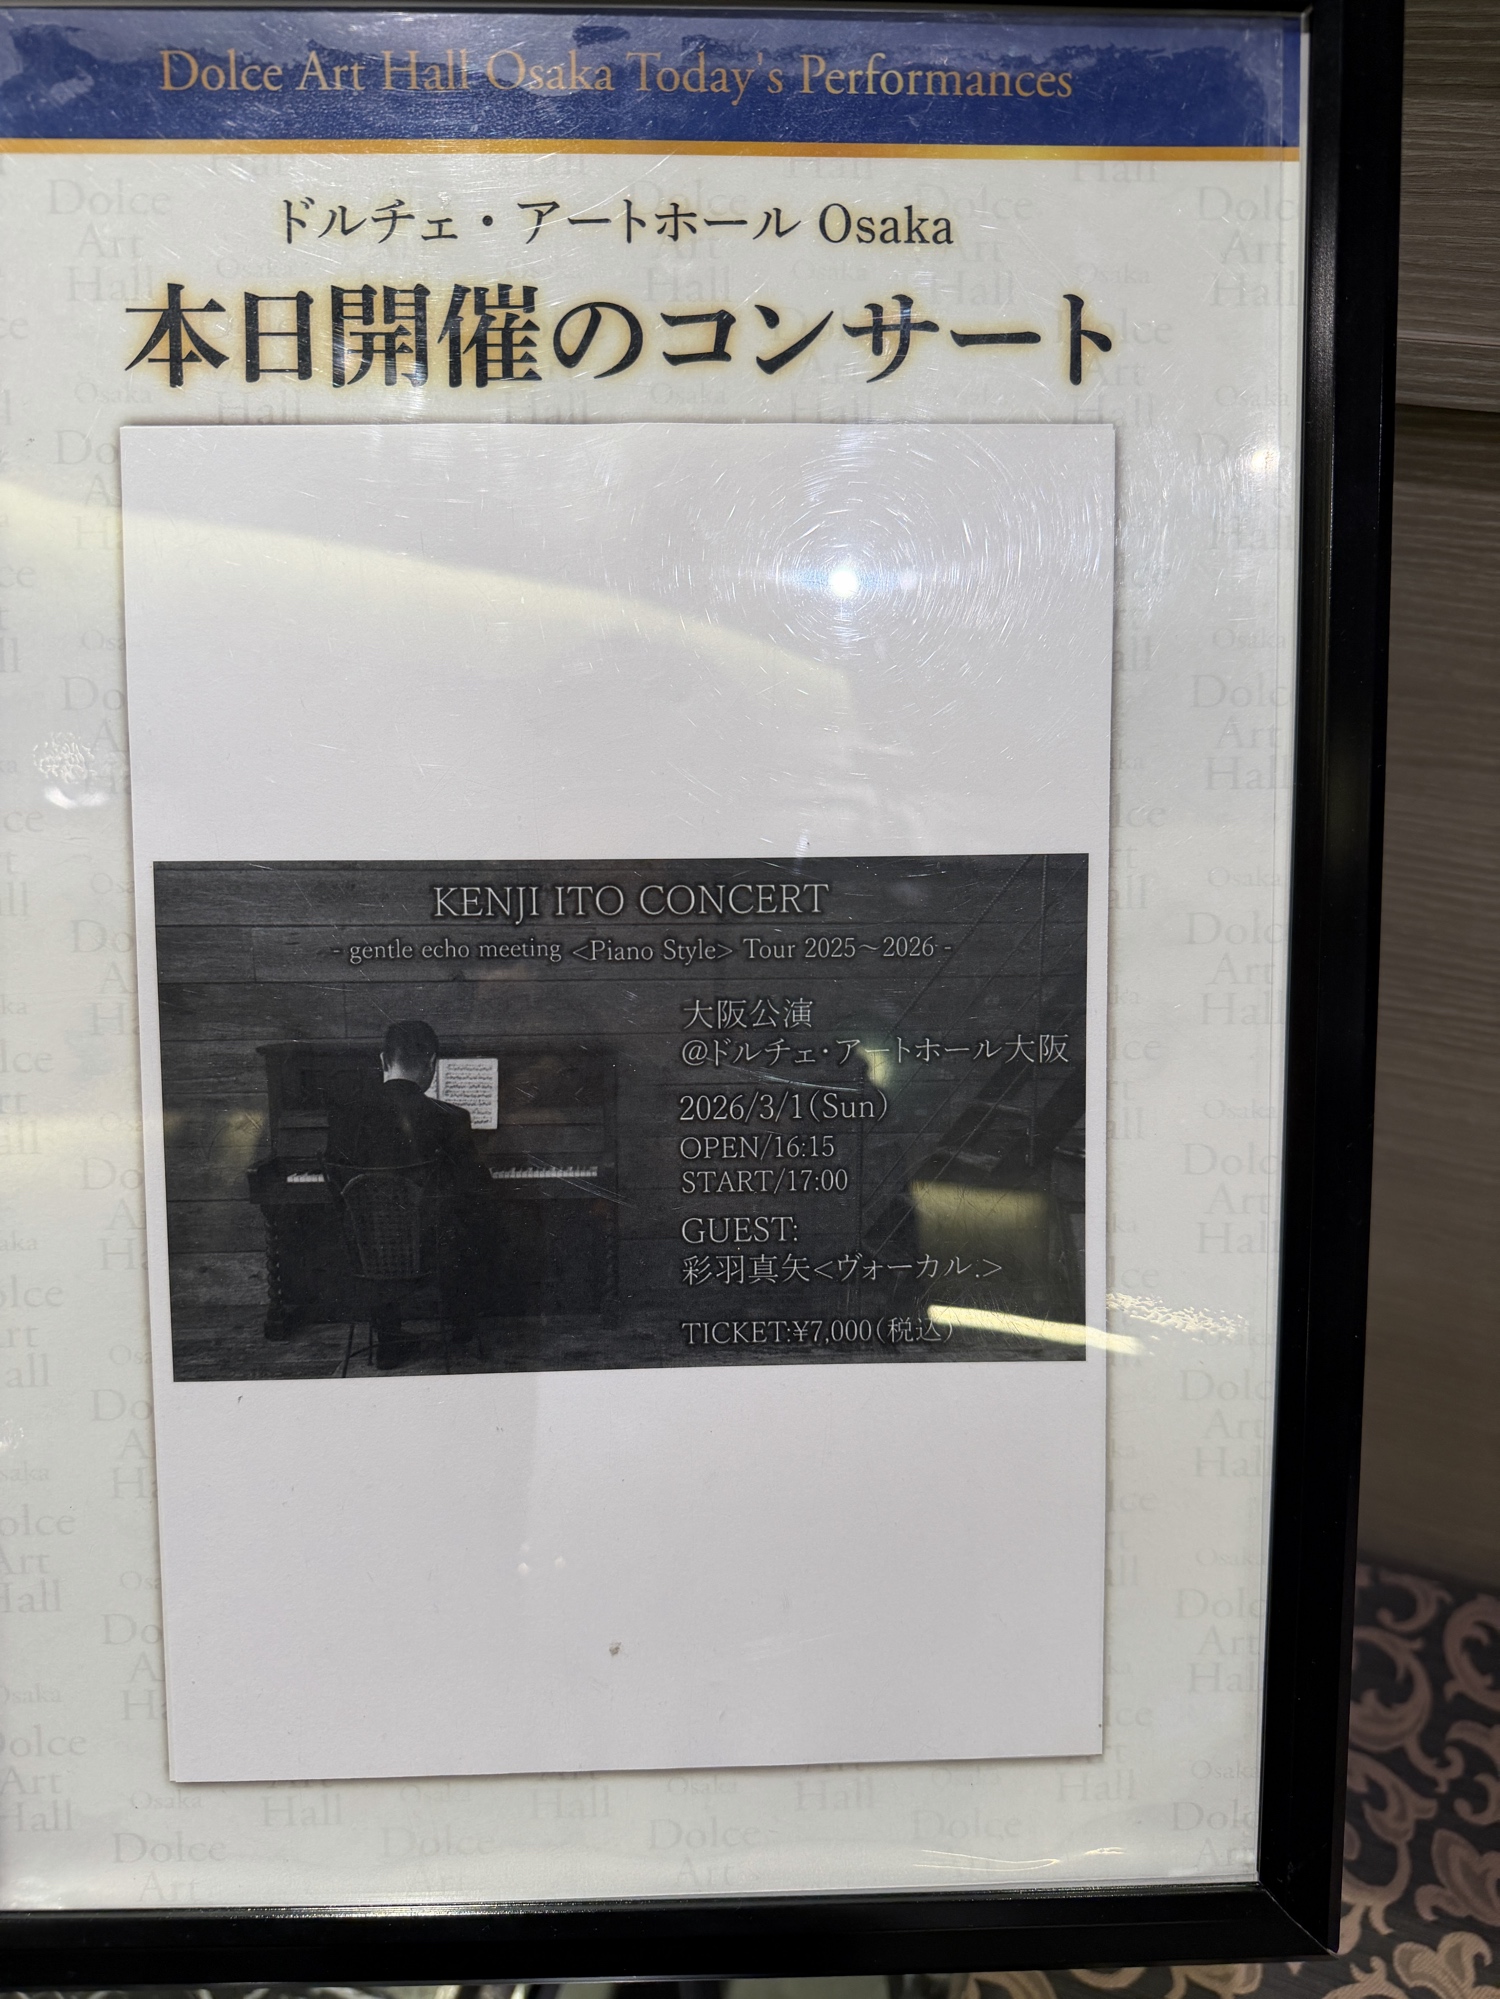 Dolce Art Hall Osaka Today's Performances
ドルチェ・アートホール Osaka
本日開催のコンサート
KENJI ITO CONCERT
- gentle echo meeting <Piano Style> Tour 2025～2026 -
大阪公演
@ドルチェ・アートホール大阪
2026/3/1(Sun)
OPEN/16:15
START/17:00
GUEST:
彩羽真矢<ヴォーカル.>
TICKET:¥7,000(税込)